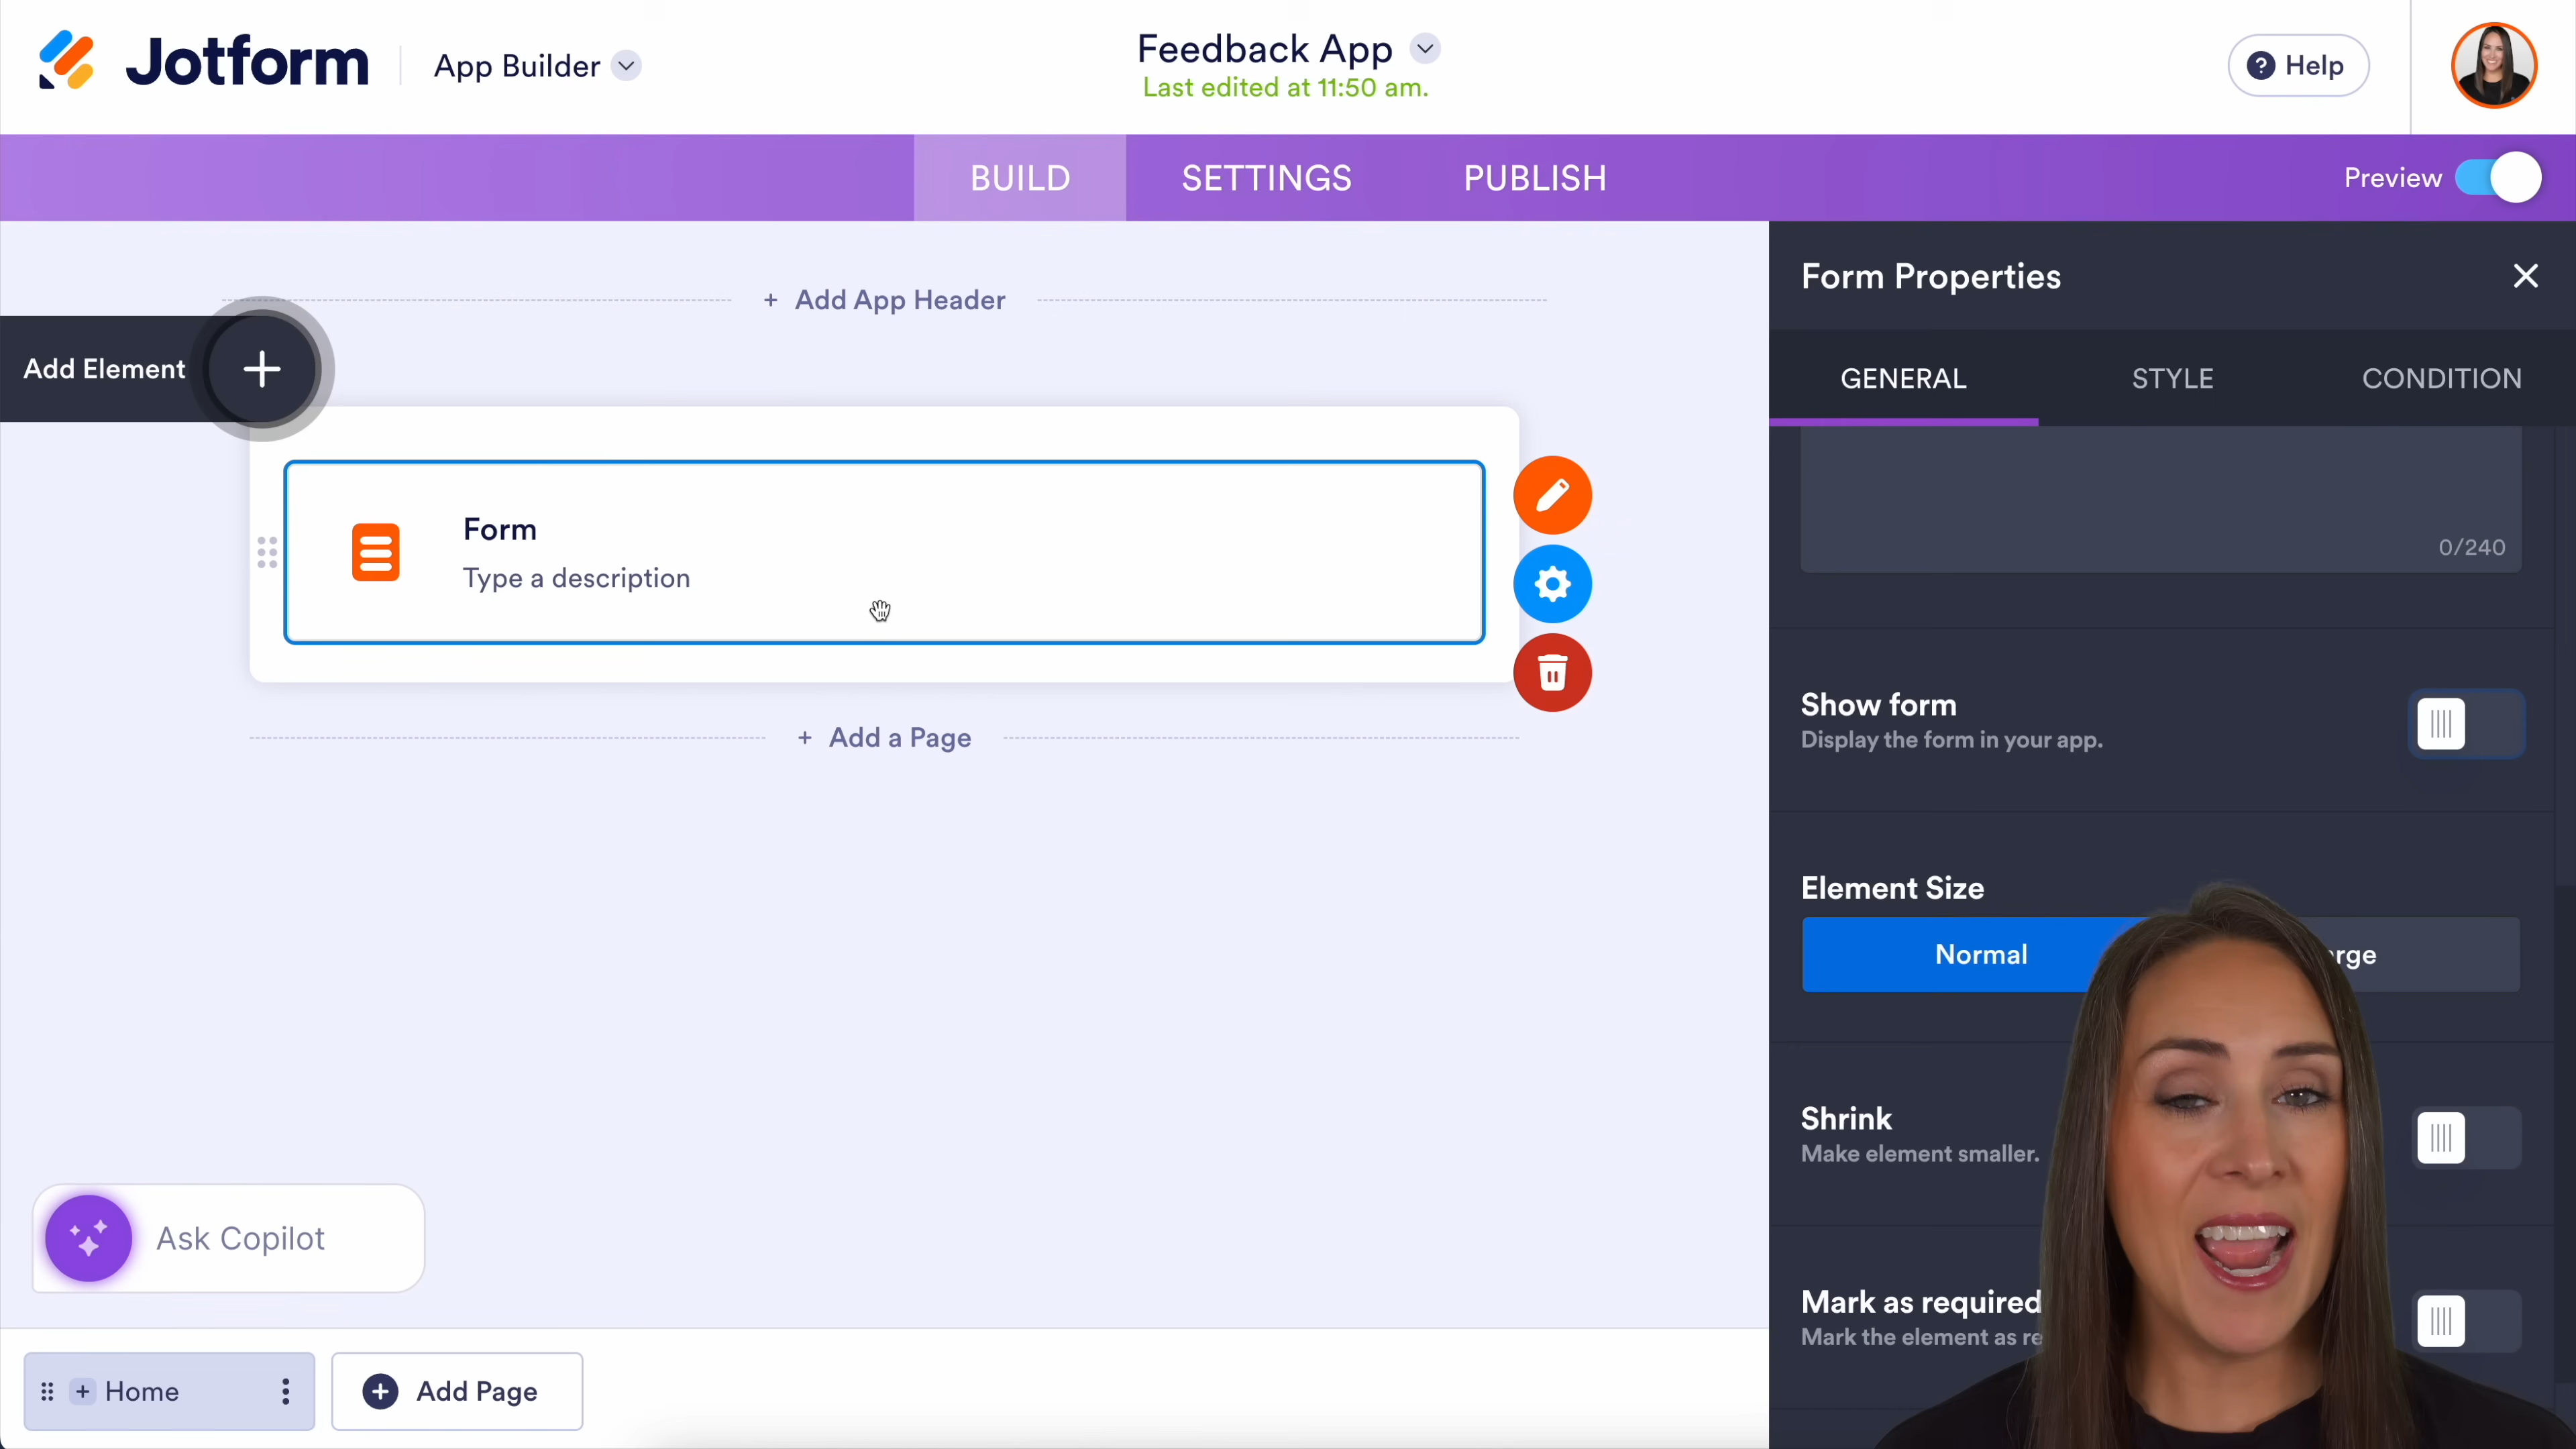 Jotform
App Builder
Feedback App
Last edited at 11:50 am.
Help
BUILD
SETTINGS
PUBLISH
Preview
+ Add App Header
Add Element
Form
Type a description
+ Add a Page
Ask Copilot
Home
Add Page
Form Properties
GENERAL
STYLE
CONDITION
0/240
Show form
Display the form in your app.
Element Size
Normal
Shrink
Make element smaller.
Mark as required
Mark the element as